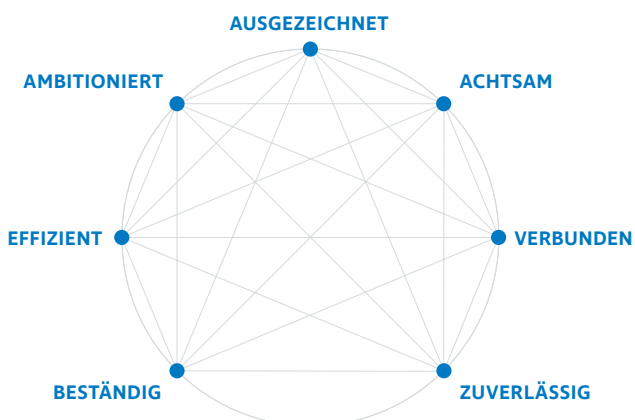 AUSGEZEICHNET
AMBITIONIERT
ACHTSAM
EFFIZIENT
VERBUNDEN
BESTÄNDIG
ZUVERLÄSSIG